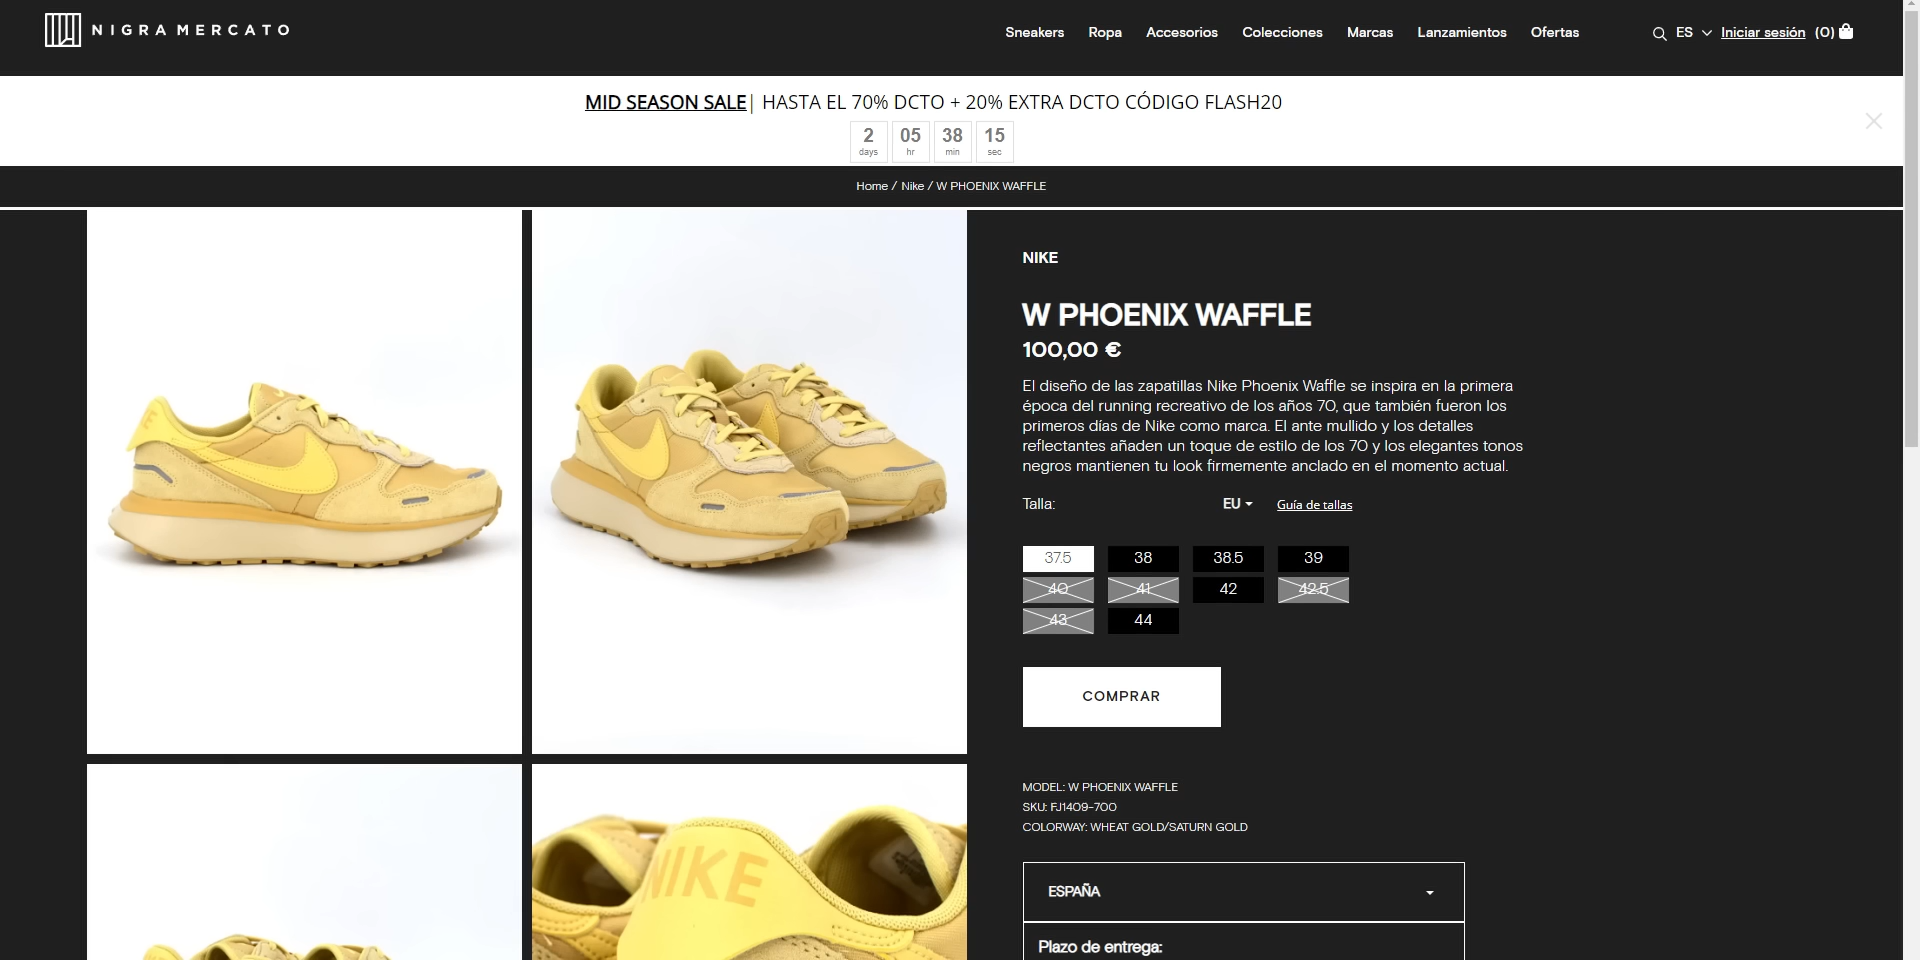 NIGRA MERCATO
Sneakers Ropa Accesorios Colecciones Marcas Lanzamientos Ofertas
ES Iniciar sesión (0)
MID SEASON SALE| HASTA EL 70% DCTO + 20% EXTRA DCTO CÓDIGO FLASH20
2 05 38 15
days hr min sec
Home / Nike / W PHOENIX WAFFLE
NIKE
W PHOENIX WAFFLE
100,00 €
El diseño de las zapatillas Nike Phoenix Waffle se inspira en la primera
época del running recreativo de los años 70, que también fueron los
primeros días de Nike como marca. El ante mullido y los detalles
reflectantes añaden un toque de estilo de los 70 y los elegantes tonos
negros mantienen tu look firmemente anclado en el momento actual.
Talla: EU Guía de tallas
37.5 38 38.5 39
40 41 42 42.5
43 44
COMPRAR
MODEL: W PHOENIX WAFFLE
SKU: FJ1409-700
COLORWAY: WHEAT GOLD/SATURN GOLD
ESPAÑA
Plazo de entrega:
NIKE